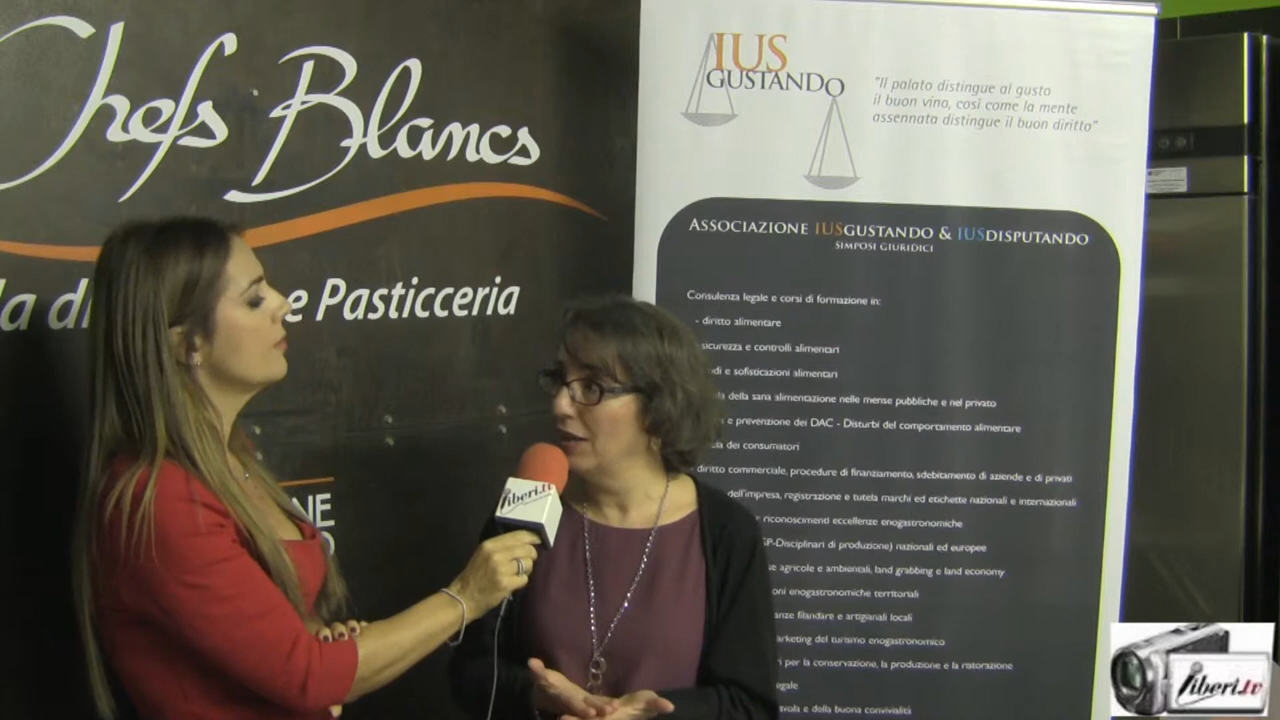 Chefs Blancs
e Pasticceria
IUS
GUSTANDO
"Il palato distingue al gusto
il buon vino, così come la mente
assennata distingue il buon diritto"
ASSOCIAZIONE IUSGUSTANDO & IUSDISPUTANDO
SIMPOSI GIURIDICI
Consulenza legale e corsi di formazione in:
- diritto alimentare
sicurezza e controlli alimentari
e sofisticazioni alimentari
della sana alimentazione nelle mense pubbliche e nel privato
e prevenzione dei DAC - Disturbi del comportamento alimentare
dei consumatori
- diritto commerciale, procedure di finanziamento, sdebitamento di aziende e di privati
dell'impresa, registrazione e tutela marchi ed etichette nazionali e internazionali
riconoscimenti eccellenze enogastronomiche
-Disciplinari di produzione) nazionali ed europee
agricole e ambientali, land grabbing e land economy
enogastronomiche territoriali
filandare e artigianali locali
marketing del turismo enogastronomico
per la conservazione, la produzione e la ristorazione
e della buona convivialità
liberi.tv
liberi.tv